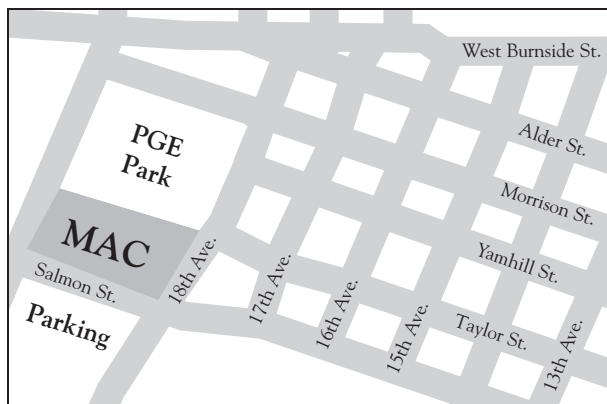 West Burnside St.
Alder St.
PGE
Park
Morrison St.
MAC
Yamhill St.
18th Ave.
17th Ave.
16th Ave.
15th Ave.
13th Ave.
Salmon St.
Taylor St.
Parking